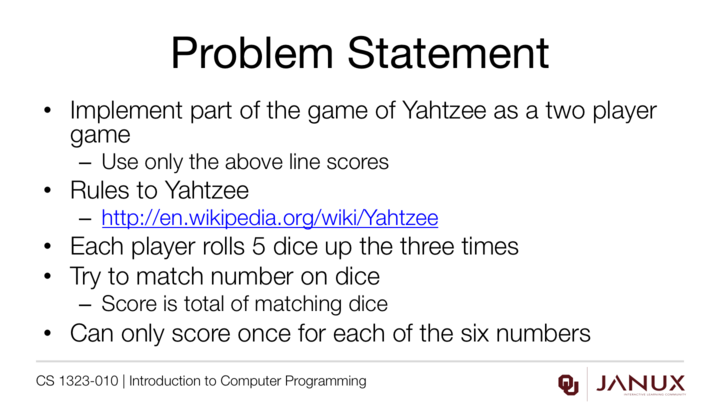 Problem Statement
• Implement part of the game of Yahtzee as a two player
game
– Use only the above line scores
• Rules to Yahtzee
– http://en.wikipedia.org/wiki/Yahtzee
• Each player rolls 5 dice up the three times
• Try to match number on dice
– Score is total of matching dice
• Can only score once for each of the six numbers
CS 1323-010 | Introduction to Computer Programming
JANUX
INTERACTIVE LEARNING COMMUNITY